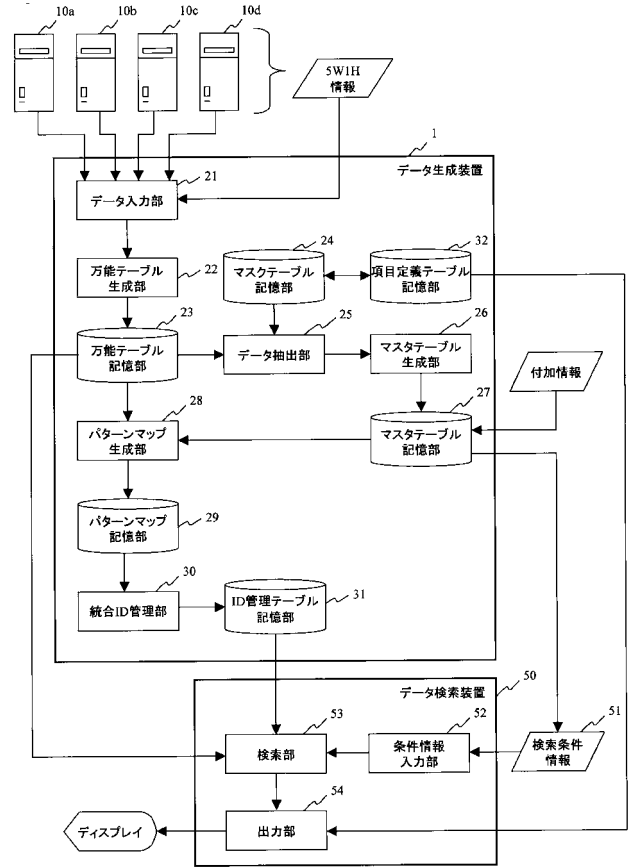 10a
10b
10c
10d
5W1H
情報
1
データ生成装置
21
データ入力部
24
32
万能テーブル
生成部
22
マスクテーブル
記憶部
項目定義テーブル
記憶部
23
25
26
万能テーブル
記憶部
データ抽出部
マスタテーブル
生成部
付加情報
28
27
パターンマップ
生成部
マスタテーブル
記憶部
パターンマップ
記憶部
29
30
統合ID管理部
ID管理テーブル
記憶部
31
50
データ検索装置
53
52
51
検索部
条件情報
入力部
検索条件
情報
54
ディスプレイ
出力部